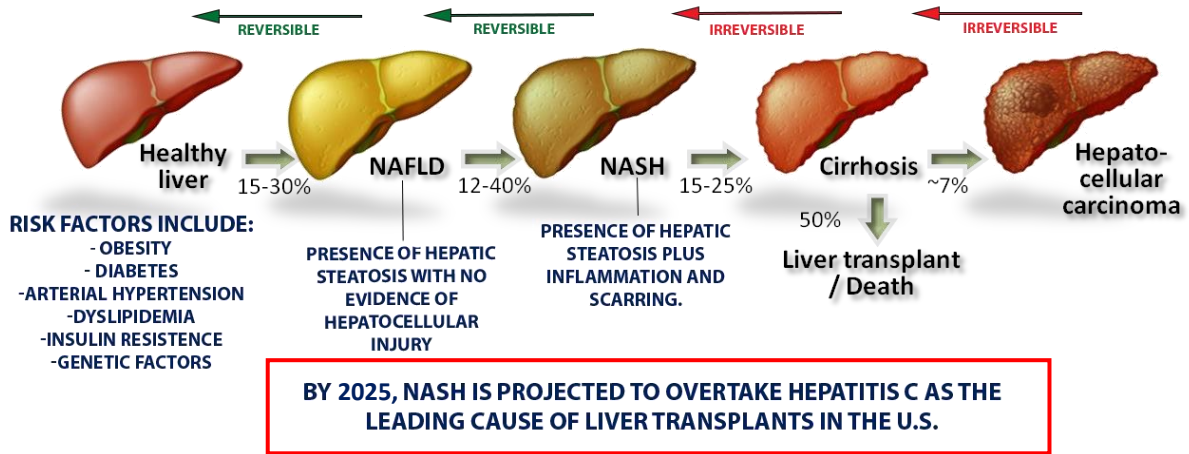 REVERSIBLE
REVERSIBLE
IRREVERSIBLE
IRREVERSIBLE
Healthy
liver
15-30%
NAFLD
12-40%
NASH
15-25%
Cirrhosis
~7%
Hepato-
cellular
carcinoma
50%
Liver transplant
/ Death
RISK FACTORS INCLUDE:
- OBESITY
- DIABETES
-ARTERIAL HYPERTENSION
-DYSLIPIDEMIA
-INSULIN RESISTENCE
-GENETIC FACTORS
PRESENCE OF HEPATIC
STEATOSIS WITH NO
EVIDENCE OF
HEPATOCELLULAR
INJURY
PRESENCE OF HEPATIC
STEATOSIS PLUS
INFLAMMATION AND
SCARRING.
BY 2025, NASH IS PROJECTED TO OVERTAKE HEPATITIS C AS THE
LEADING CAUSE OF LIVER TRANSPLANTS IN THE U.S.